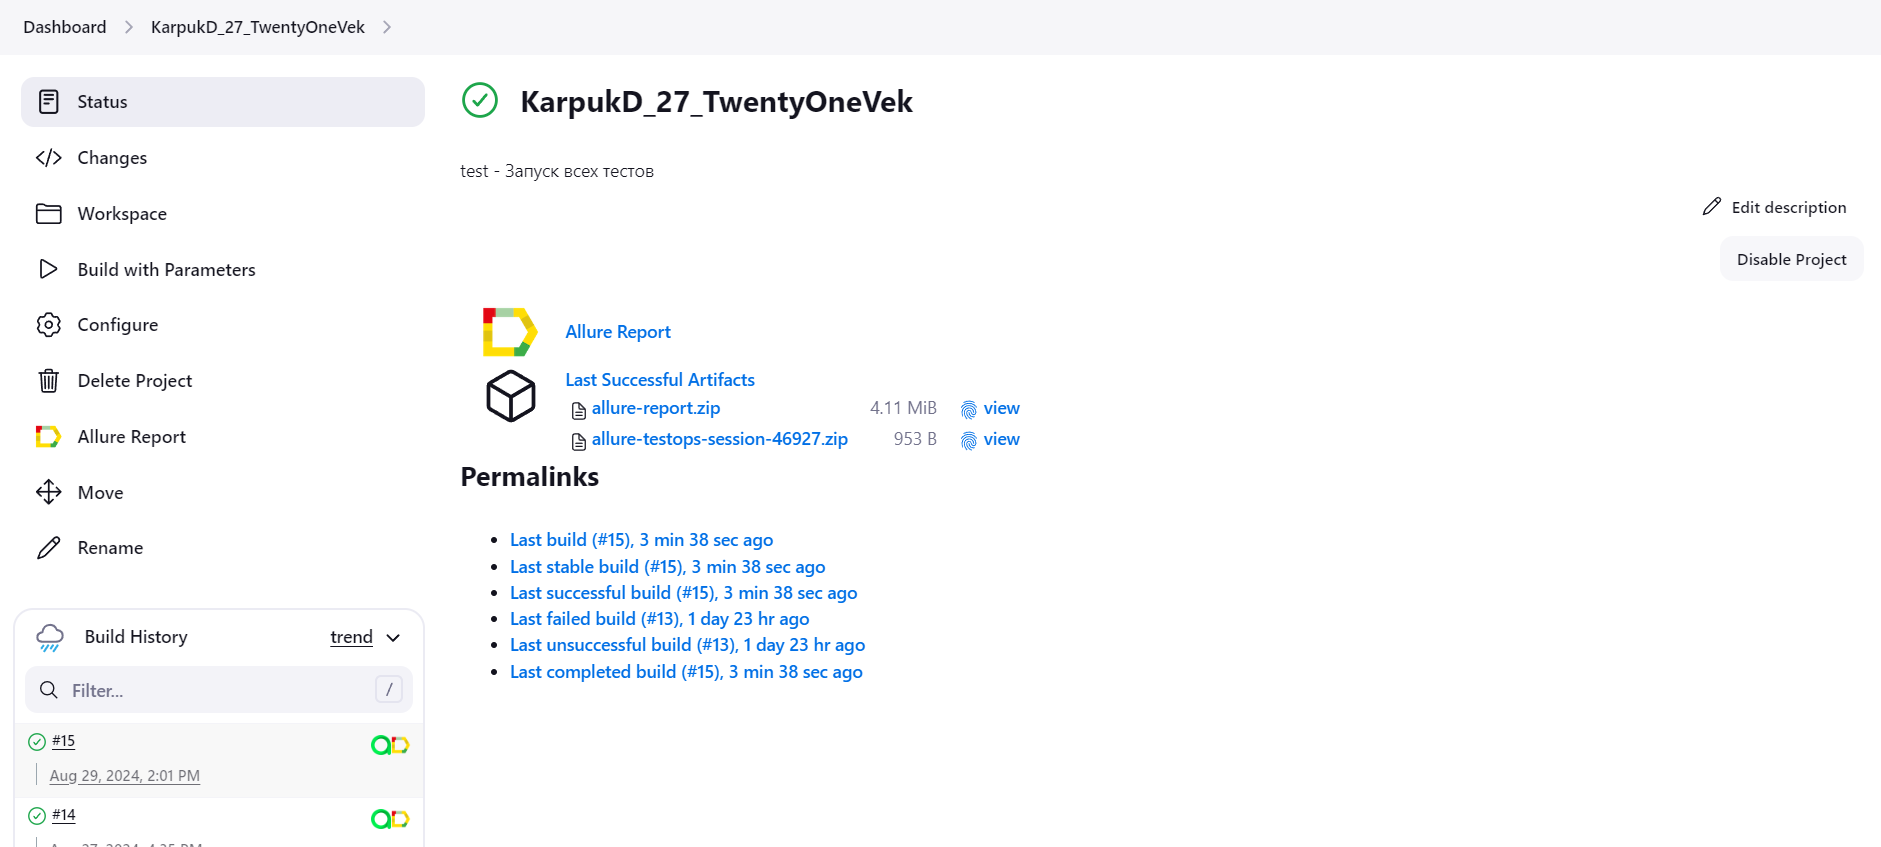 Dashboard
KarpukD_27_TwentyOneVek
Status
Changes
Workspace
Build with Parameters
Configure
Delete Project
Allure Report
Move
Rename
Build History
trend
Filter...
/
#15
Aug 29, 2024, 2:01 PM
#14
KarpukD_27_TwentyOneVek
test - Запуск всех тестов
Edit description
Disable Project
Allure Report
Last Successful Artifacts
allure-report.zip 4.11 MiB view
allure-testops-session-46927.zip 953 B view
Permalinks
Last build (#15), 3 min 38 sec ago
Last stable build (#15), 3 min 38 sec ago
Last successful build (#15), 3 min 38 sec ago
Last failed build (#13), 1 day 23 hr ago
Last unsuccessful build (#13), 1 day 23 hr ago
Last completed build (#15), 3 min 38 sec ago